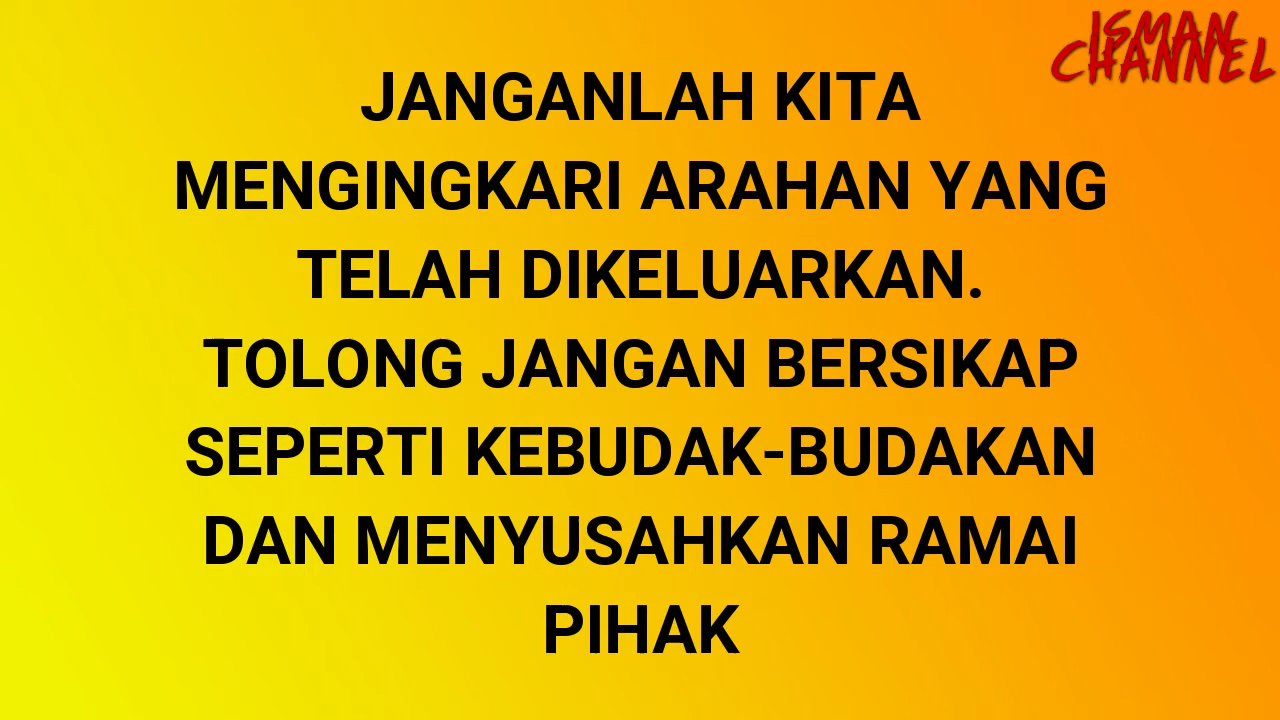 ISMAN
CHANNEL
JANGANLAH KITA
MENGINGKARI ARAHAN YANG
TELAH DIKELUARKAN.
TOLONG JANGAN BERSIKAP
SEPERTI KEBUDAK-BUDAKAN
DAN MENYUSAHKAN RAMAI
PIHAK